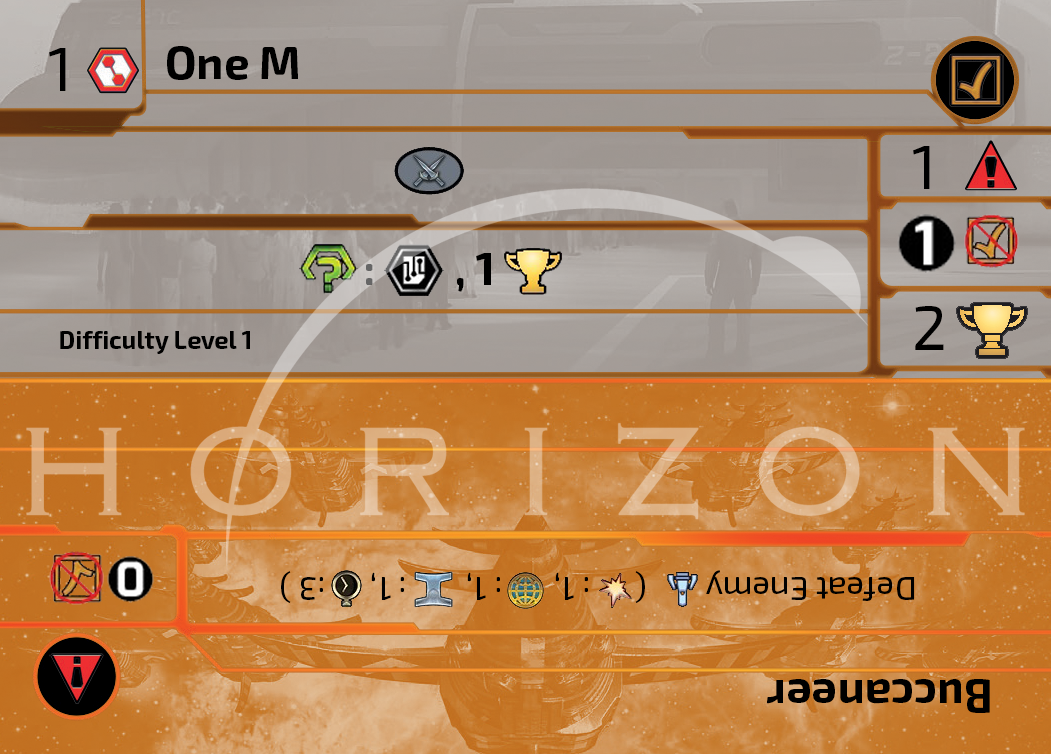 1 One M
1
: , 1
1
Difficulty Level 1
2
HORIZON
0
Defeat Enemy ( :1, :1, :1, :3 )
Buccaneer